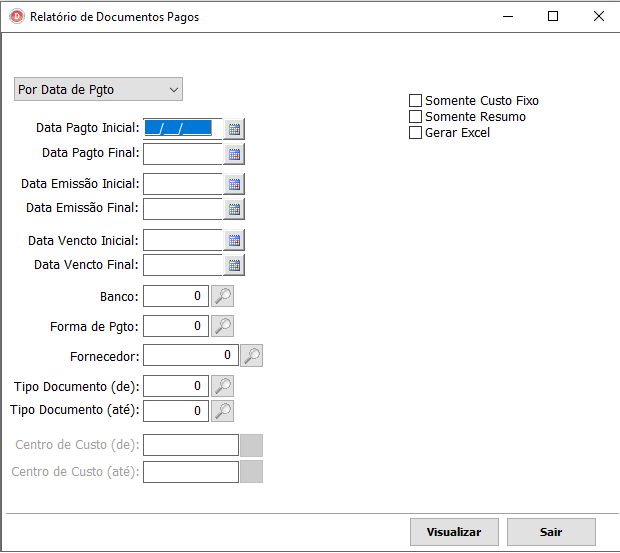 Relatório de Documentos Pagos
Por Data de Pgto
Somente Custo Fixo
Somente Resumo
Gerar Excel
Data Pagto Inicial: __/__/____
Data Pagto Final:
Data Emissão Inicial:
Data Emissão Final:
Data Vencto Inicial:
Data Vencto Final:
Banco: 0
Forma de Pgto: 0
Fornecedor: 0
Tipo Documento (de): 0
Tipo Documento (até): 0
Centro de Custo (de):
Centro de Custo (até):
Visualizar Sair